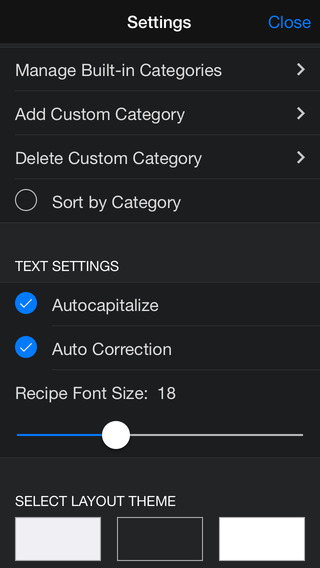 Settings
Close
Manage Built-in Categories
Add Custom Category
Delete Custom Category
Sort by Category
TEXT SETTINGS
Autocapitalize
Auto Correction
Recipe Font Size: 18
SELECT LAYOUT THEME